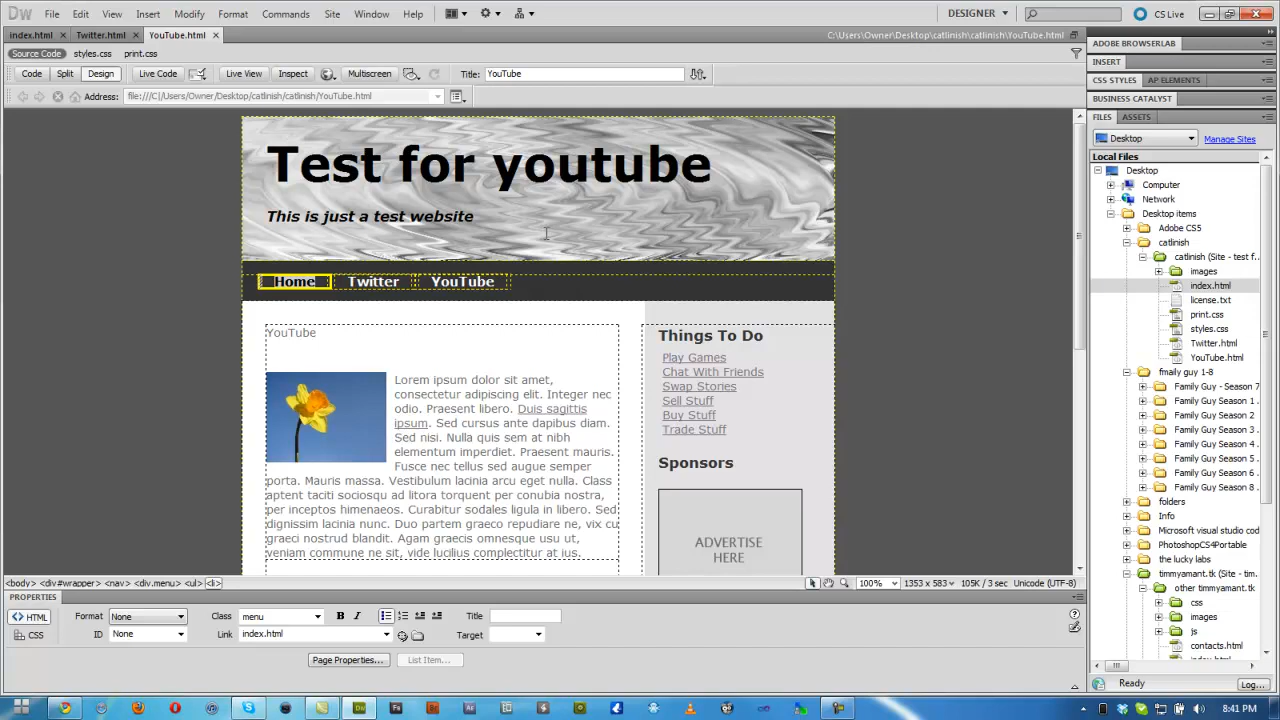 Dw File Edit View Insert Modify Format Commands Site Window Help DESIGNER CS Live
index.html Twitter.html YouTube.html C:\Users\Owner\Desktop\catlinish\catlinish\YouTube.html
Source Code styles.css print.css
Code Split Design Live Code Live View Inspect Multiscreen Title: YouTube
Address: file:///C|/Users/Owner/Desktop/catlinish/catlinish/YouTube.html
Test for youtube
This is just a test website
Home Twitter YouTube
YouTube
Lorem ipsum dolor sit amet,
consectetur adipiscing elit. Integer nec
odio. Praesent libero. Duis sagittis
ipsum. Sed cursus ante dapibus diam.
Sed nisi. Nulla quis sem at nibh
elementum imperdiet. Praesent mauris.
Fusce nec tellus sed augue semper
porta. Mauris massa. Vestibulum lacinia arcu eget nulla. Class
aptent taciti sociosqu ad litora torquent per conubia nostra,
per inceptos himenaeos. Curabitur sodales ligula in libero. Sed
dignissim lacinia nunc. Duo partem graeco repudiare ne, vix cu
graeci nostrud blandit. Agam graecis omnesque usu ut,
veniam commune ne sit, vide lucilius complectitur at ius.
Things To Do
Play Games
Chat With Friends
Swap Stories
Sell Stuff
Buy Stuff
Trade Stuff
Sponsors
ADVERTISE
HERE
<body> <div#wrapper> <nav> <div.menu> <ul> <li> 100% 1353 x 583 105K / 3 sec Unicode (UTF-8)
PROPERTIES
HTML Format None Class menu B I Title
CSS ID None Link index.html Target
Page Properties... List Item...
ADOBE BROWSERLAB
INSERT
CSS STYLES AP ELEMENTS
BUSINESS CATALYST
FILES ASSETS
Desktop Manage Sites
Local Files
Desktop
Computer
Network
Desktop items
Adobe CS5
catlinish
catlinish (Site - test f...
images
index.html
license.txt
print.css
styles.css
Twitter.html
YouTube.html
fmaily guy 1-8
Family Guy - Season 7
Family Guy Season 1 .
Family Guy Season 2
Family Guy Season 3 .
Family Guy Season 4 .
Family Guy Season 5 .
Family Guy Season 6 .
Family Guy Season 8 .
folders
Info
Microsoft visual studio cod
PhotoshopCS4Portable
the lucky labs
timmyamant.tk (Site - tim...
other timmyamant.tk
css
images
js
contacts.html
Ready Log...
8:41 PM